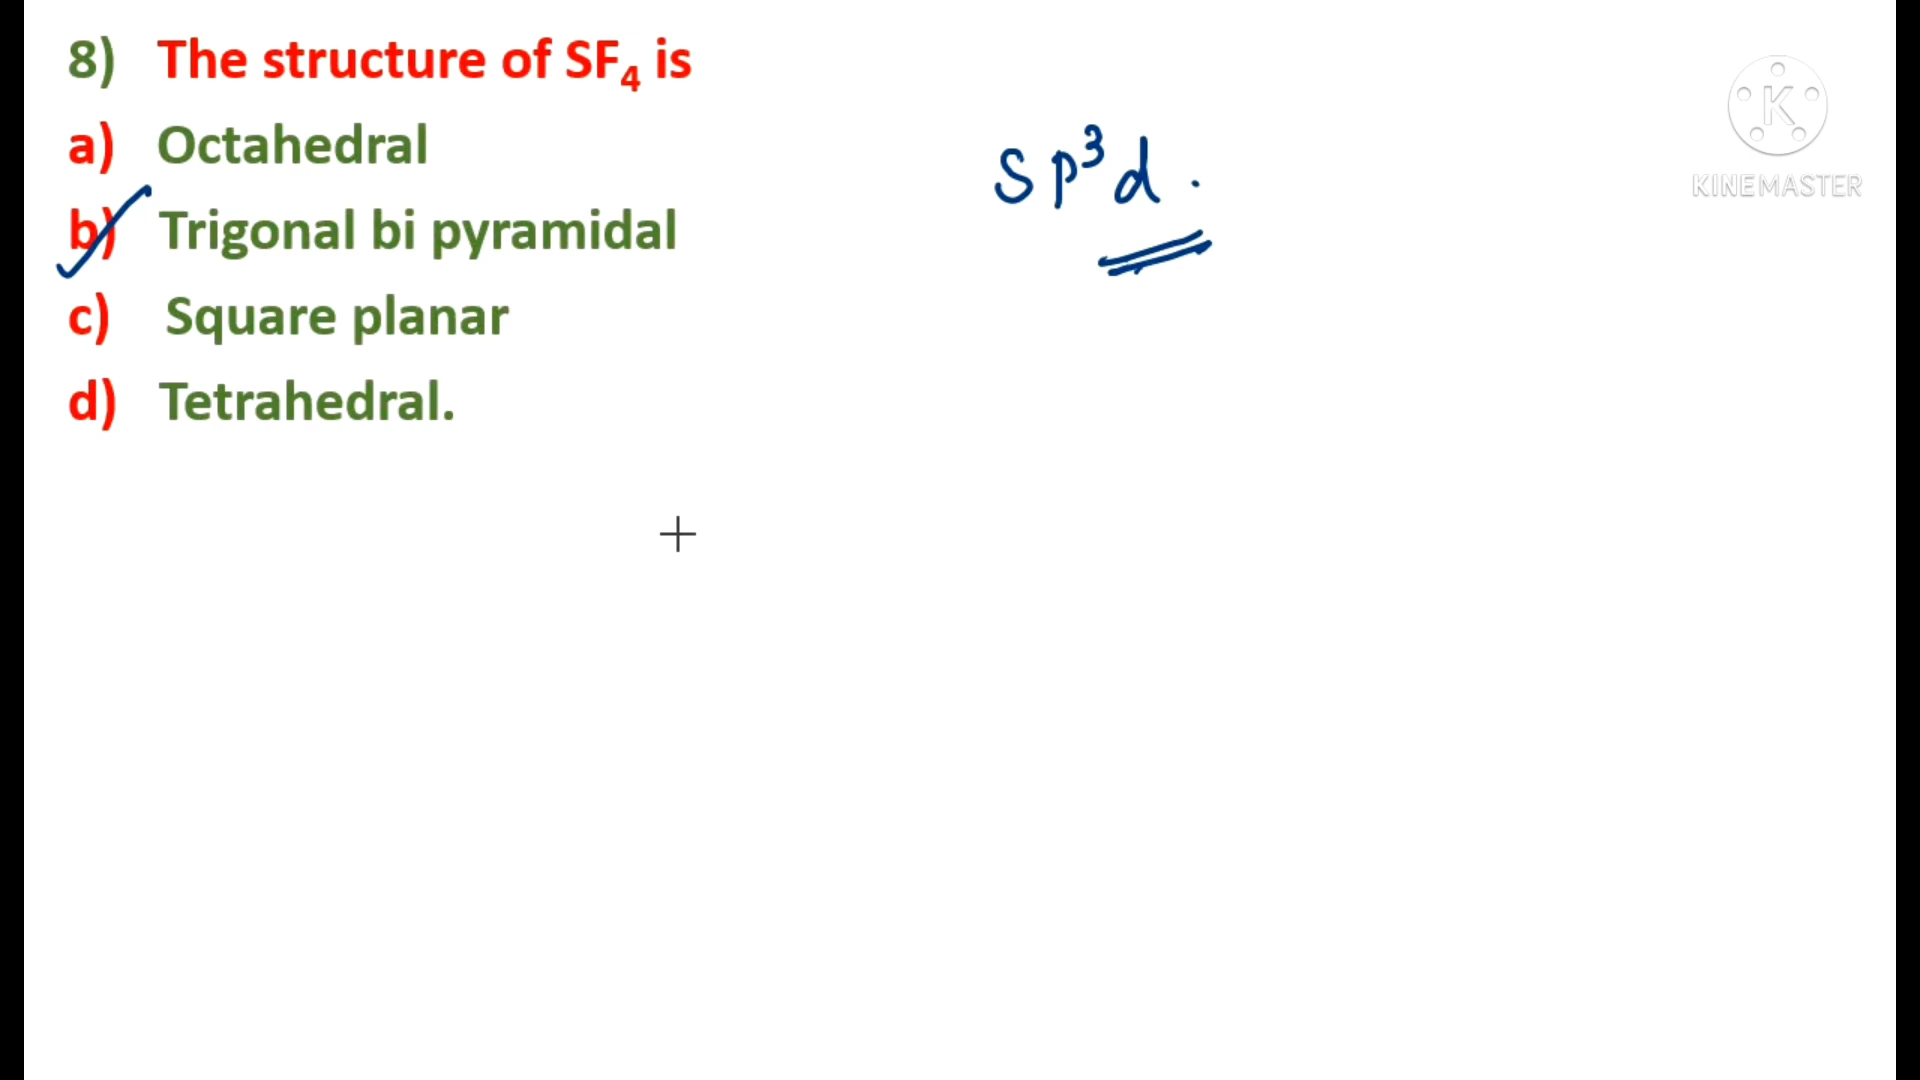 8) The structure of SF₄ is
a) Octahedral
b) Trigonal bi pyramidal
c) Square planar
d) Tetrahedral.
sp³d.
K
KINEMASTER